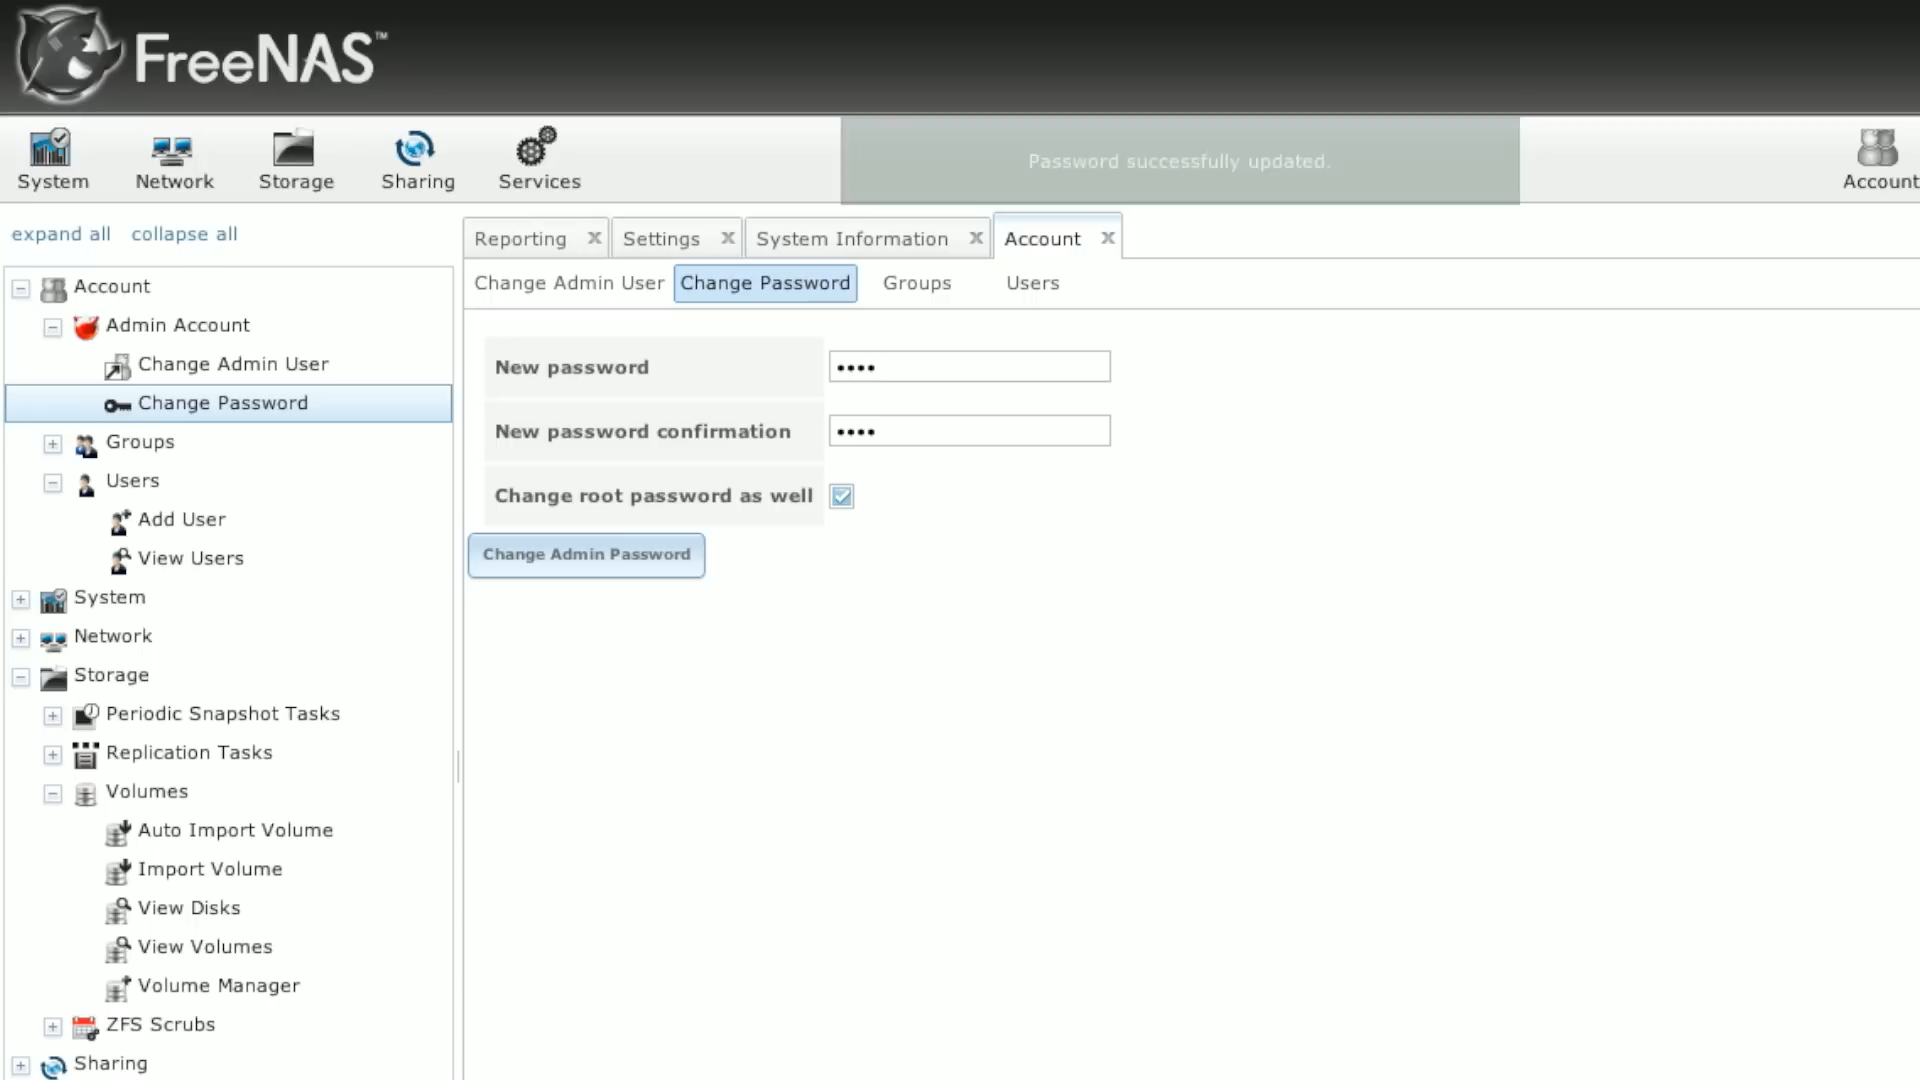 FreeNAS™
System
Network
Storage
Sharing
Services
Password successfully updated.
Account
expand all
collapse all
Reporting
Settings
System Information
Account
Change Admin User
Change Password
Groups
Users
Account
Admin Account
Change Admin User
Change Password
Groups
Users
Add User
View Users
System
Network
Storage
Periodic Snapshot Tasks
Replication Tasks
Volumes
Auto Import Volume
Import Volume
View Disks
View Volumes
Volume Manager
ZFS Scrubs
Sharing
New password
New password confirmation
Change root password as well
Change Admin Password